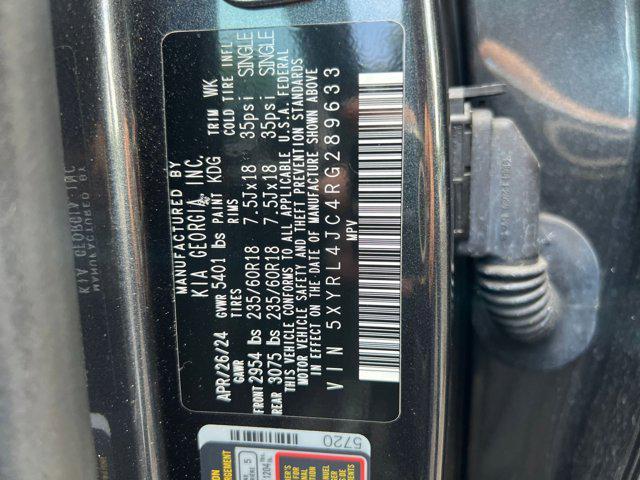 MANUFACTURED BY
KIA GEORGIA, INC.
APR/26/24 GVWR 5401 lbs PAINT KDG TRIM WK
GAWR TIRES RIMS COLD TIRE INFL
FRONT 2954 lbs 235/60R18 7.5JX18 35psi SINGLE
REAR 3075 lbs 235/60R18 7.5JX18 35psi SINGLE
THIS VEHICLE CONFORMS TO ALL APPLICABLE U.S.A. FEDERAL
MOTOR VEHICLE SAFETY AND THEFT PREVENTION STANDARDS
IN EFFECT ON THE DATE OF MANUFACTURE SHOWN ABOVE
VIN 5XYRL4JC4RG289633
MPV
5720
5
1204